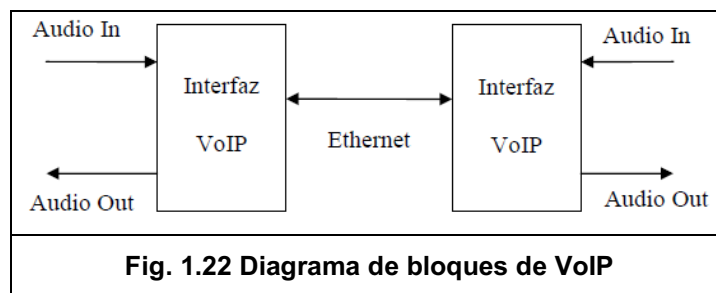 Audio In
Audio In
Interfaz
VoIP
Ethernet
Interfaz
VoIP
Audio Out
Audio Out
Fig. 1.22 Diagrama de bloques de VoIP